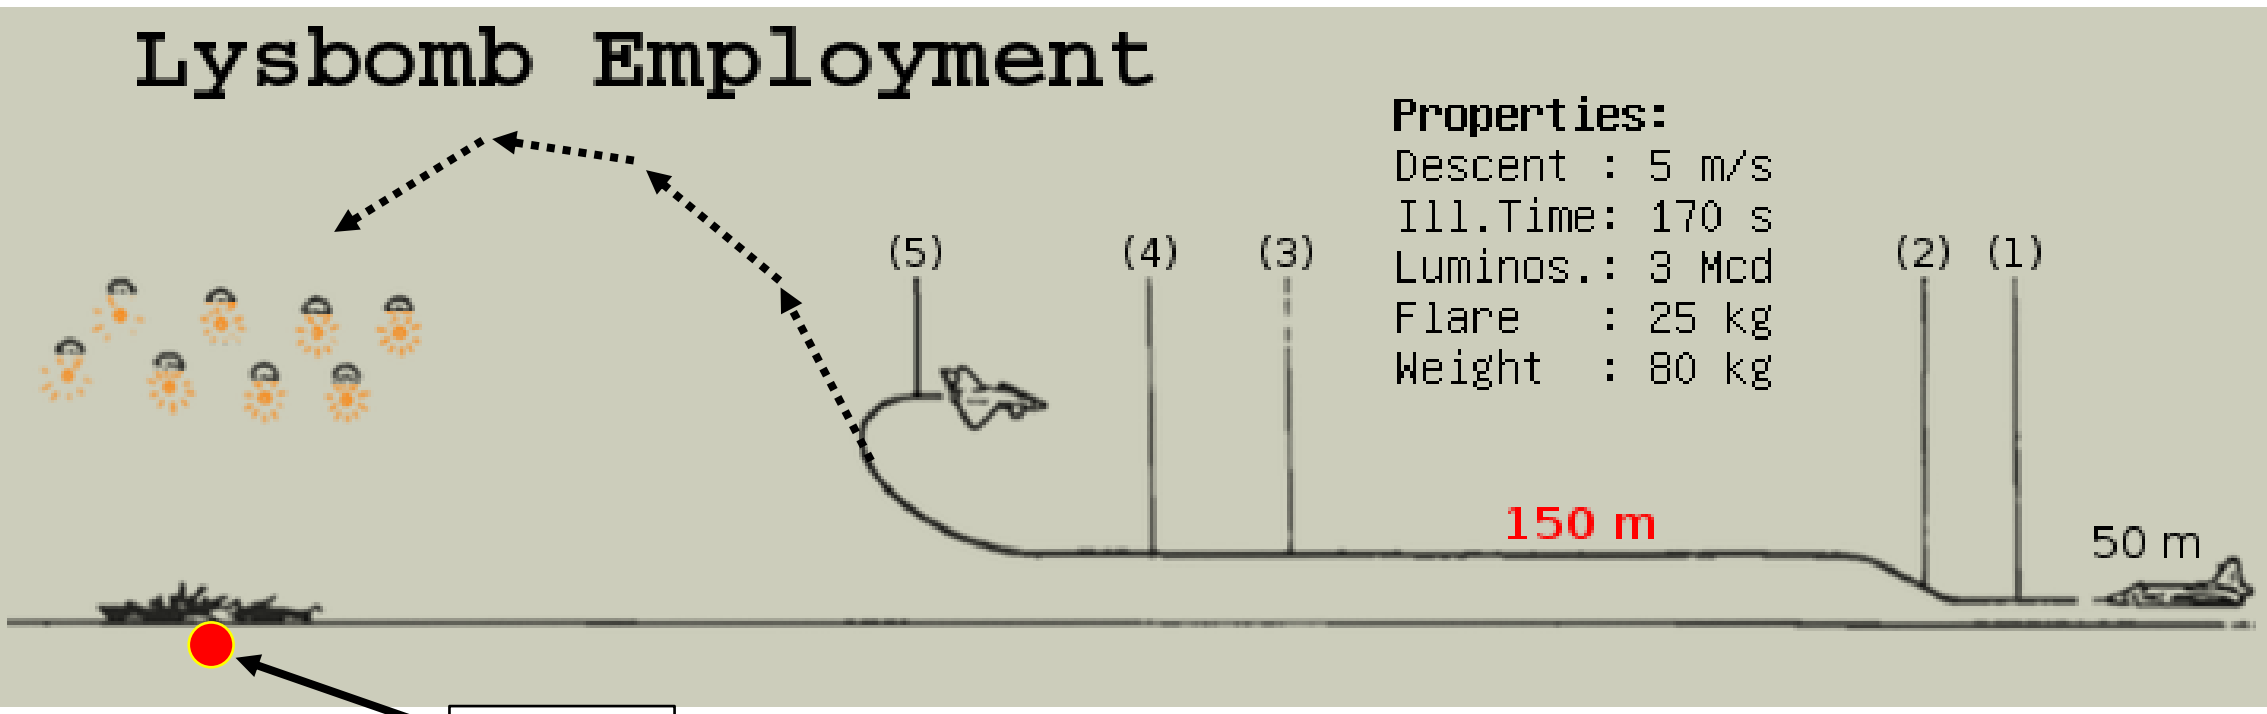 Lysbomb Employment
Properties:
Descent : 5 m/s
Ill.Time: 170 s
Luminos.: 3 Mcd
Flare   : 25 kg
Weight  : 80 kg
(5) (4) (3) (2) (1)
150 m
50 m